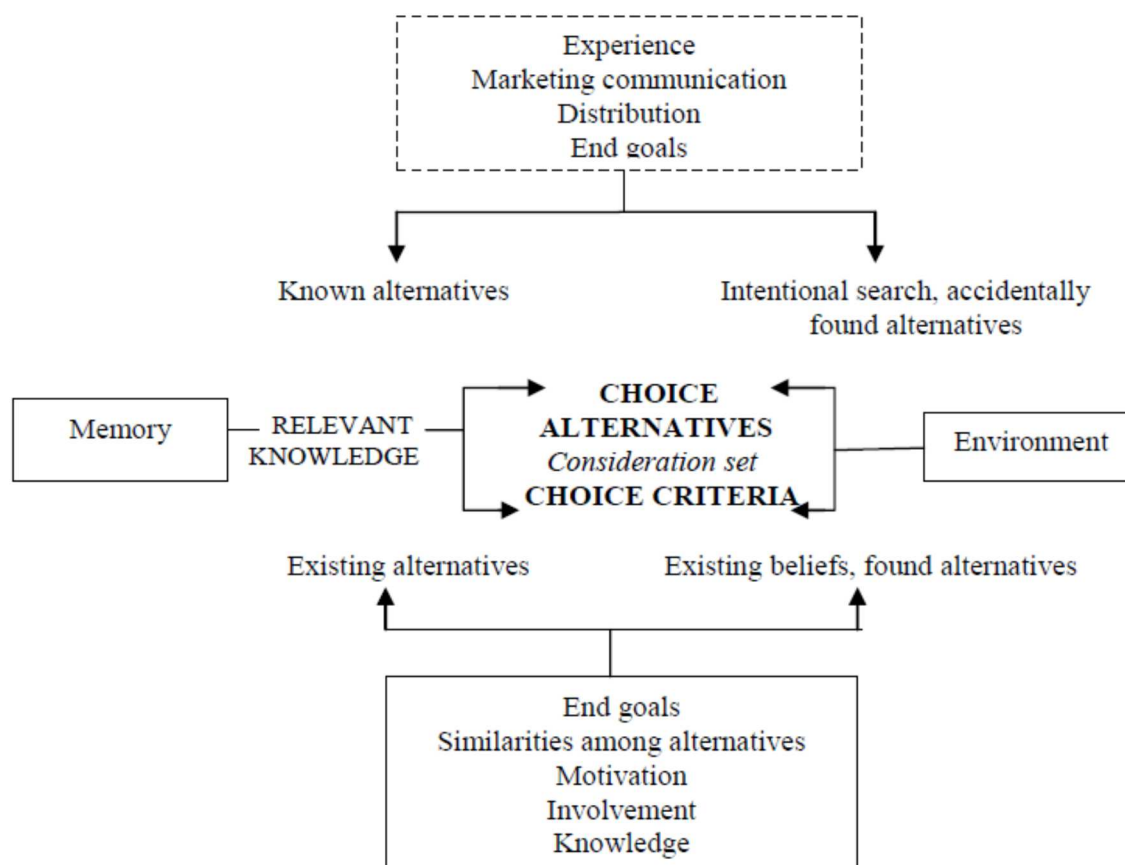 Experience
Marketing communication
Distribution
End goals
Known alternatives
Intentional search, accidentally
found alternatives
Memory
RELEVANT
KNOWLEDGE
CHOICE
ALTERNATIVES
Consideration set
CHOICE CRITERIA
Environment
Existing alternatives
Existing beliefs, found alternatives
End goals
Similarities among alternatives
Motivation
Involvement
Knowledge